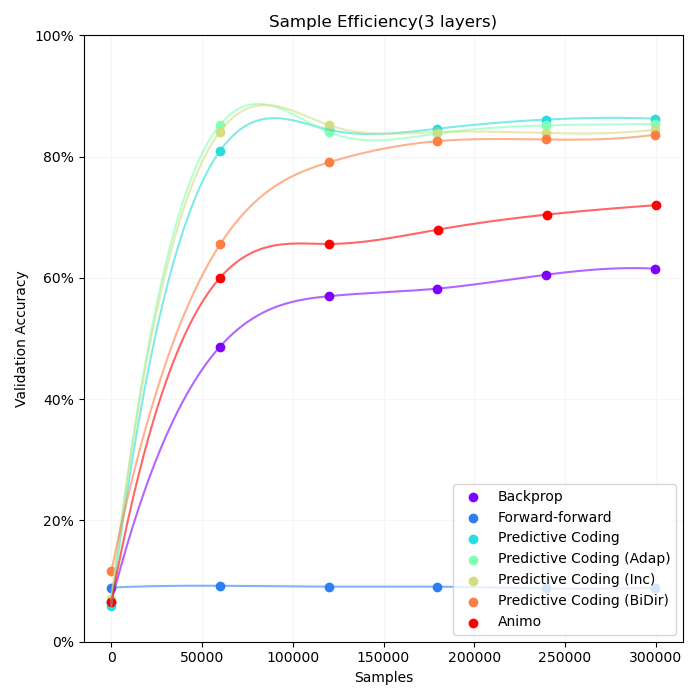 Sample Efficiency(3 layers)
100%
80%
60%
40%
20%
0%
Validation Accuracy
Backprop
Forward-forward
Predictive Coding
Predictive Coding (Adap)
Predictive Coding (Inc)
Predictive Coding (BiDir)
Animo
0 50000 100000 150000 200000 250000 300000
Samples